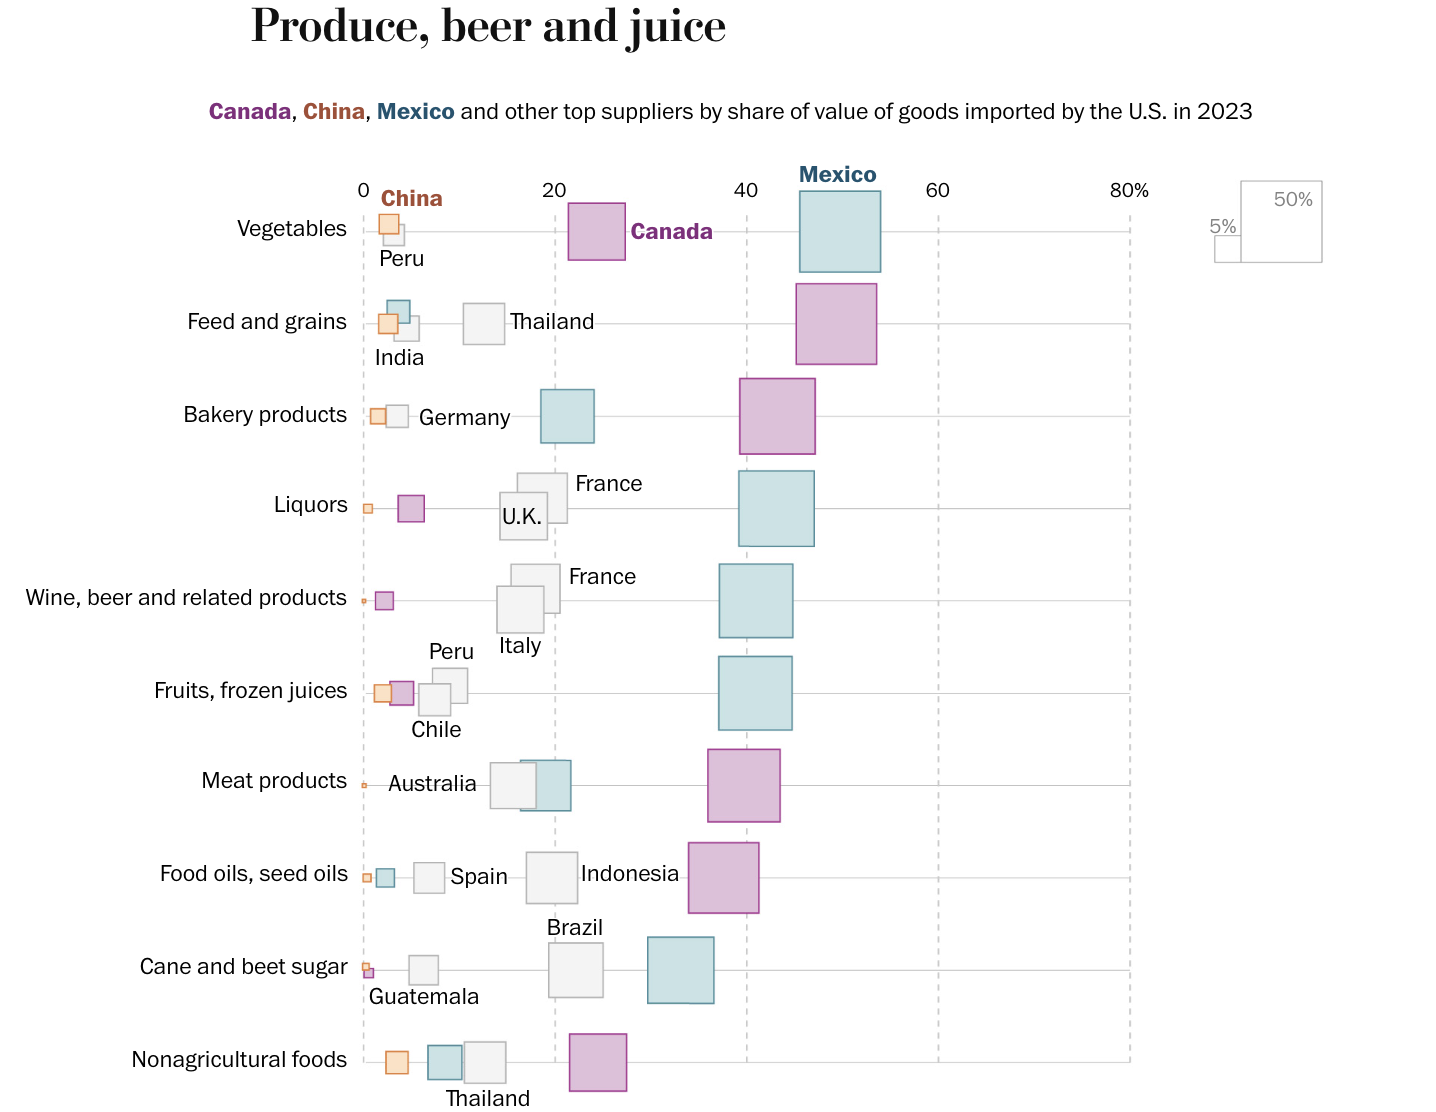 Produce, beer and juice
Canada, China, Mexico and other top suppliers by share of value of goods imported by the U.S. in 2023
Mexico
0 20 40 60 80%
China
50%
5%
Vegetables
Canada
Peru
Feed and grains
Thailand
India
Bakery products
Germany
France
Liquors
U.K.
France
Wine, beer and related products
Italy
Peru
Fruits, frozen juices
Chile
Meat products
Australia
Food oils, seed oils
Spain
Indonesia
Brazil
Cane and beet sugar
Guatemala
Nonagricultural foods
Thailand